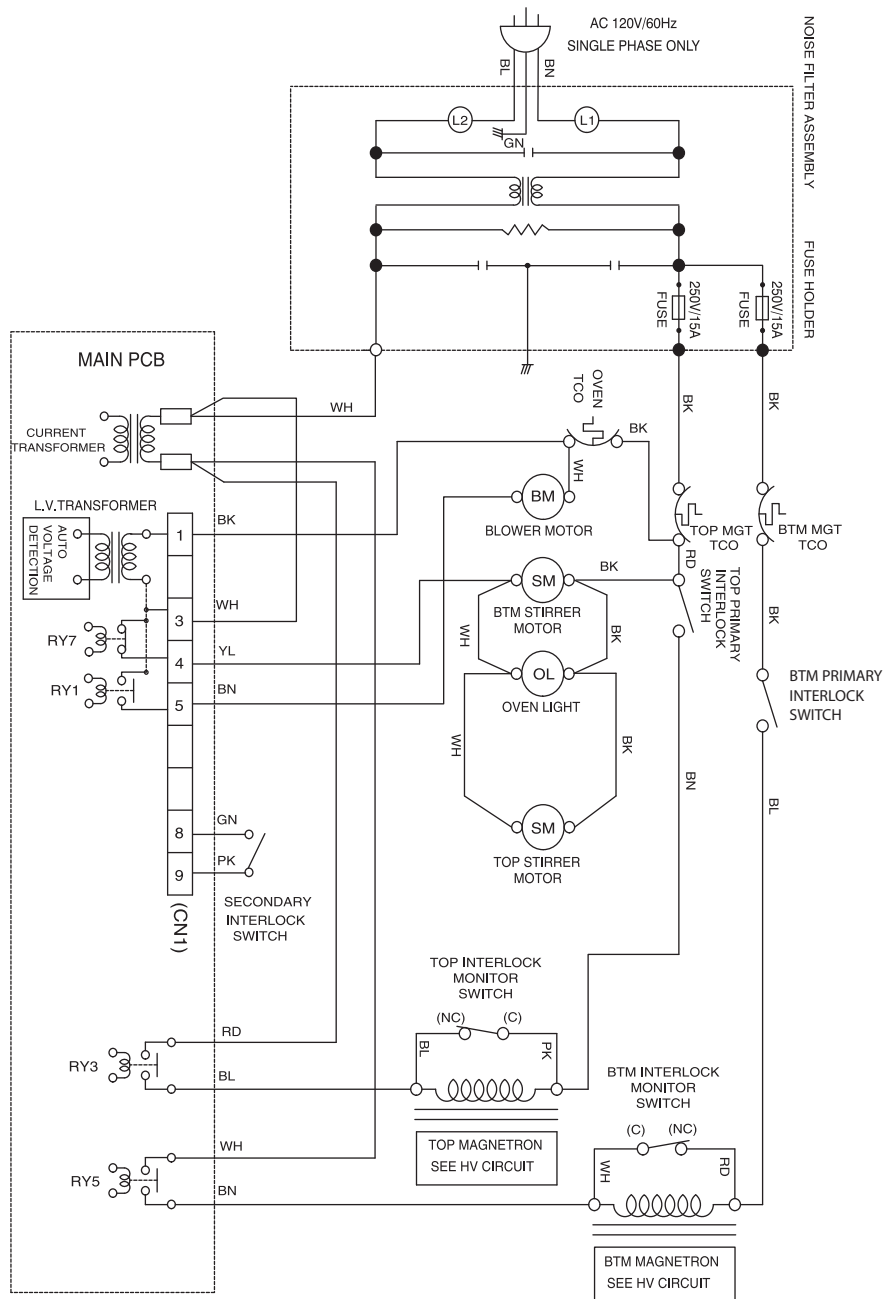 AC 120V/60Hz
SINGLE PHASE ONLY
BL
BN
NOISE FILTER ASSEMBLY
L2
L1
GN
FUSE HOLDER
250V/15A
FUSE
250V/15A
FUSE
MAIN PCB
WH
OVEN
TCO
BK
BK
BK
CURRENT
TRANSFORMER
L.V.TRANSFORMER
AUTO
VOLTAGE
DETECTION
1
BK
WH
BM
BLOWER MOTOR
TOP MGT
TCO
BTM MGT
TCO
RD
TOP PRIMARY
INTERLOCK
SWITCH
3
WH
SM
BK
BTM STIRRER
MOTOR
RY7
4
YL
WH
BK
BK
RY1
5
BN
OL
OVEN LIGHT
BTM PRIMARY
INTERLOCK
SWITCH
WH
BK
BN
BL
8
GN
9
PK
SM
TOP STIRRER
MOTOR
(CN1)
SECONDARY
INTERLOCK
SWITCH
TOP INTERLOCK
MONITOR
SWITCH
(NC)
(C)
RD
BL
PK
RY3
BL
BTM INTERLOCK
MONITOR
SWITCH
(C)
(NC)
TOP MAGNETRON
SEE HV CIRCUIT
WH
WH
RD
RY5
BN
BTM MAGNETRON
SEE HV CIRCUIT